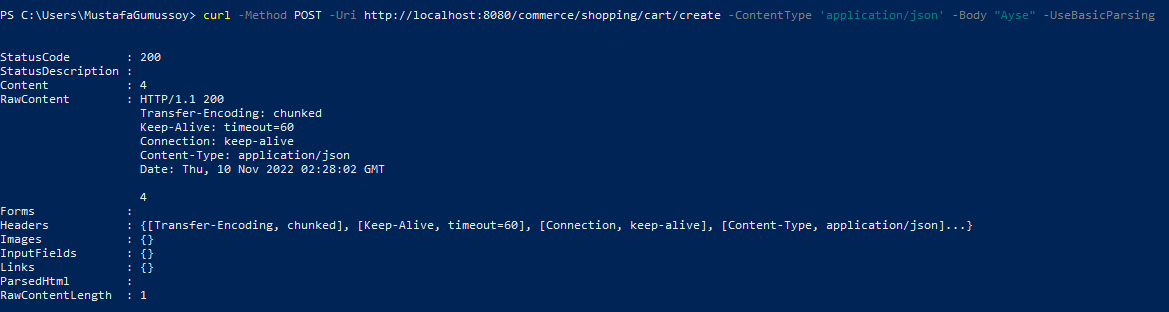 PS C:\Users\MustafaGumussoy> curl -Method POST -Uri http://localhost:8080/commerce/shopping/cart/create -ContentType 'application/json' -Body "Ayse" -UseBasicParsing
StatusCode        : 200
StatusDescription :
Content           : 4
RawContent        : HTTP/1.1 200
                    Transfer-Encoding: chunked
                    Keep-Alive: timeout=60
                    Connection: keep-alive
                    Content-Type: application/json
                    Date: Thu, 10 Nov 2022 02:28:02 GMT
                    4
Forms             :
Headers           : {[Transfer-Encoding, chunked], [Keep-Alive, timeout=60], [Connection, keep-alive], [Content-Type, application/json]...}
Images            : {}
InputFields       : {}
Links             : {}
ParsedHtml        :
RawContentLength  : 1